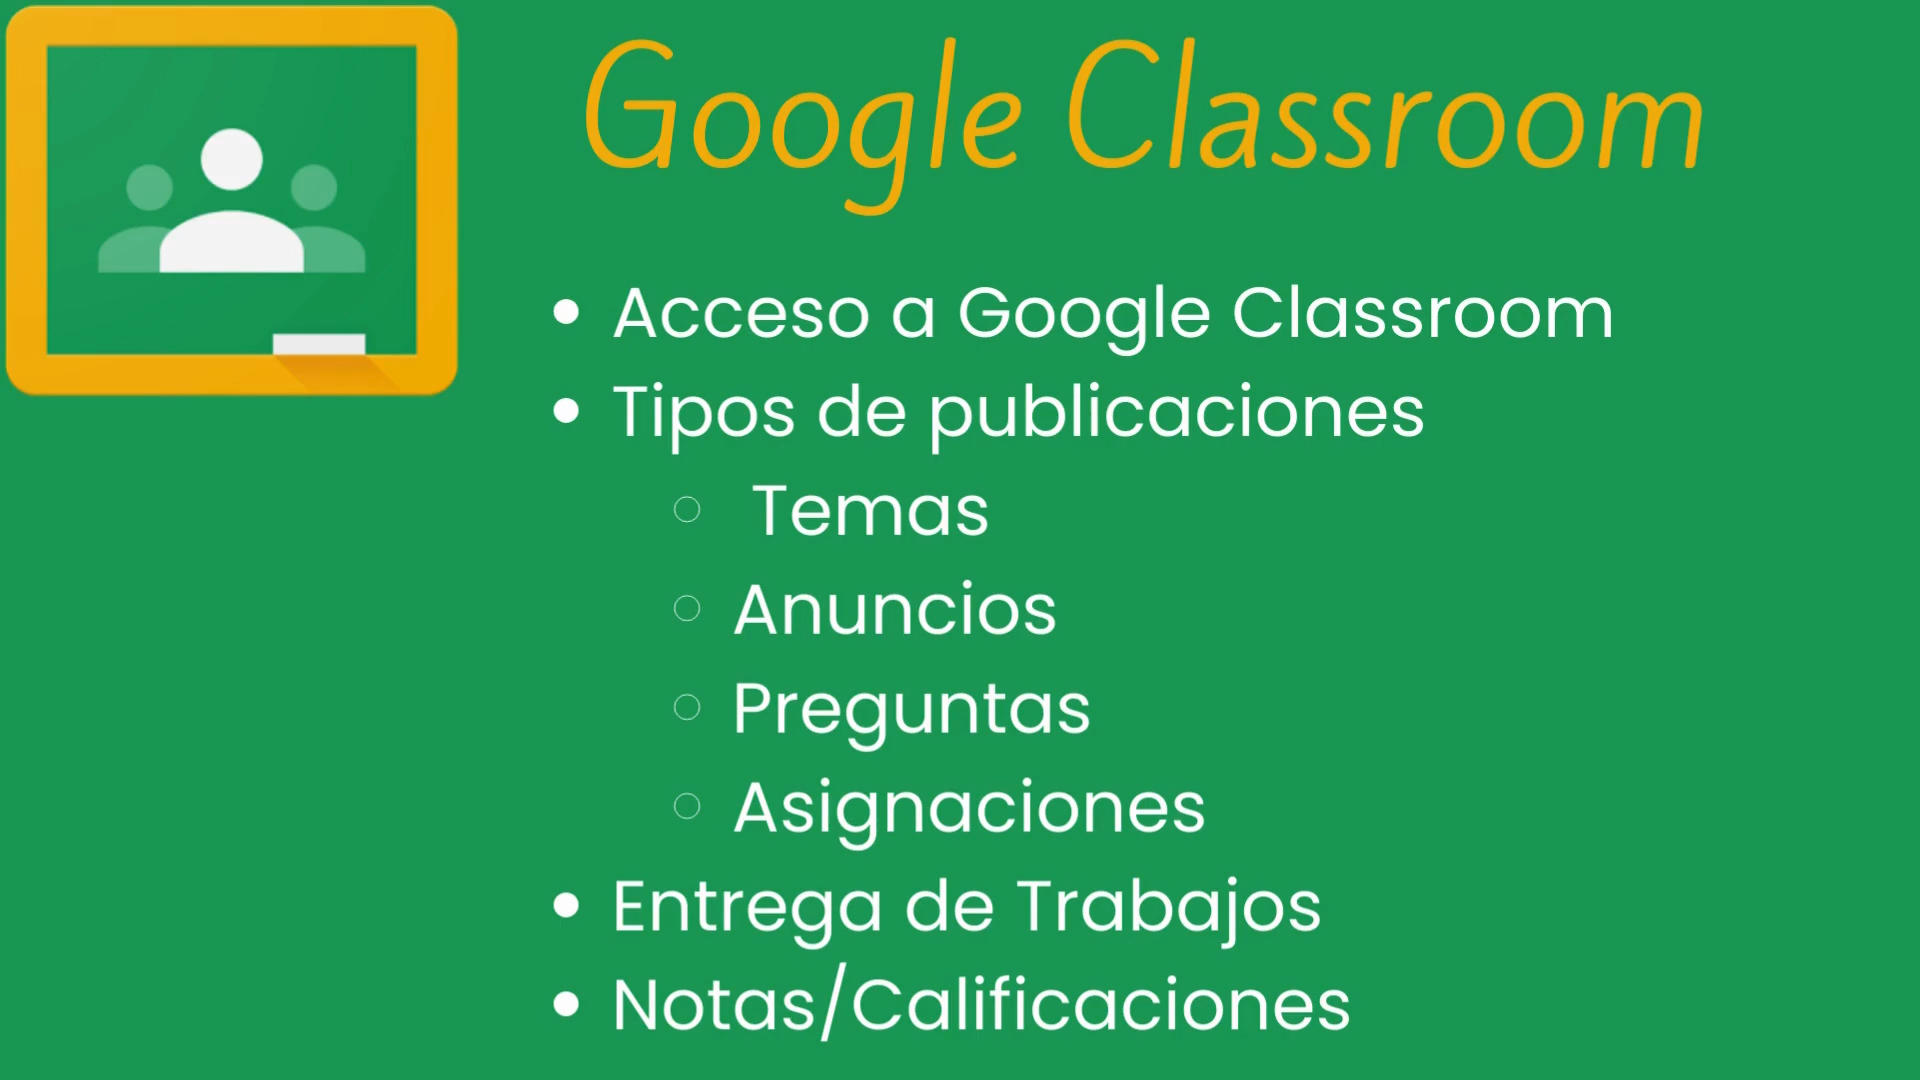 Google Classroom
• Acceso a Google Classroom
• Tipos de publicaciones
○ Temas
○ Anuncios
○ Preguntas
○ Asignaciones
• Entrega de Trabajos
• Notas/Calificaciones